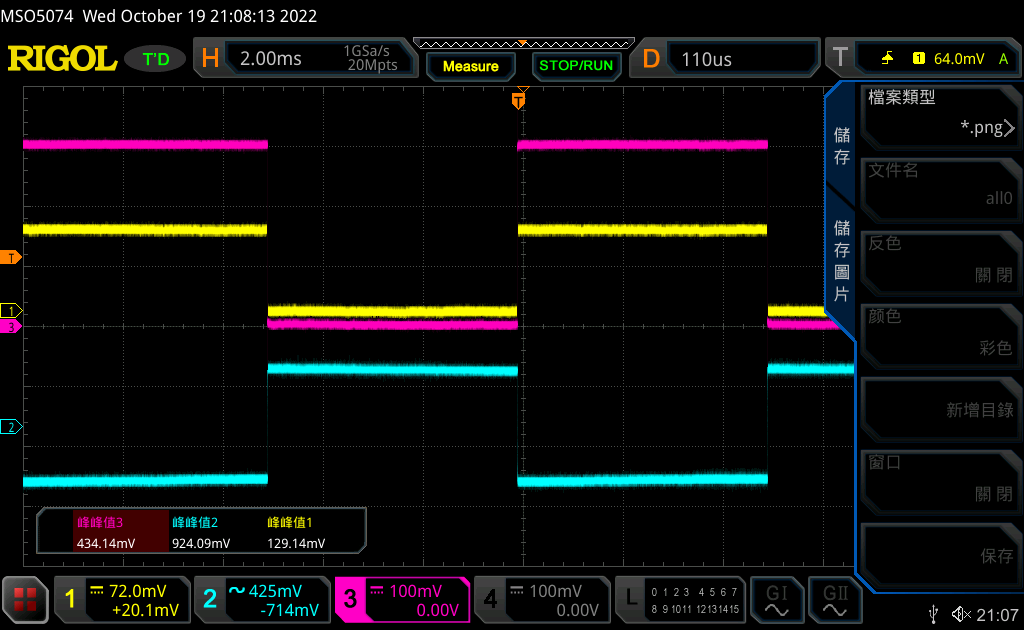 MSO5074 Wed October 19 21:08:13 2022
RIGOL
T'D
H
2.00ms
1GSa/s
20Mpts
Measure
STOP/RUN
D
110us
T
1
64.0mV
A
T
檔案類型
*.png
儲存
文件名
all0
儲存圖片
反色
關閉
T
1
3
颜色
彩色
新增目錄
2
窗口
關閉
峰峰值3
峰峰值2
峰峰值1
434.14mV
924.09mV
129.14mV
保存
1
72.0mV
+20.1mV
2
425mV
-714mV
3
100mV
0.00V
4
100mV
0.00V
L
0 1 2 3 4 5 6 7
8 9 10 11 12 13 14 15
GI
GII
21:07